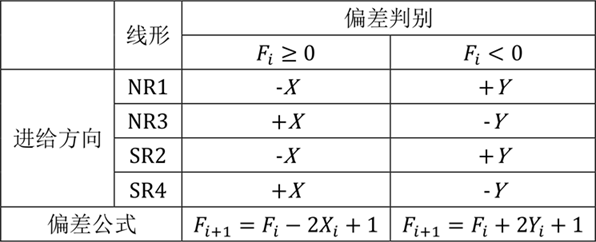 线形 偏差判别
F_i ≥ 0 F_i < 0
进给方向 NR1 -X +Y
NR3 +X -Y
SR2 -X +Y
SR4 +X -Y
偏差公式 F_{i+1} = F_i − 2X_i + 1 F_{i+1} = F_i + 2Y_i + 1